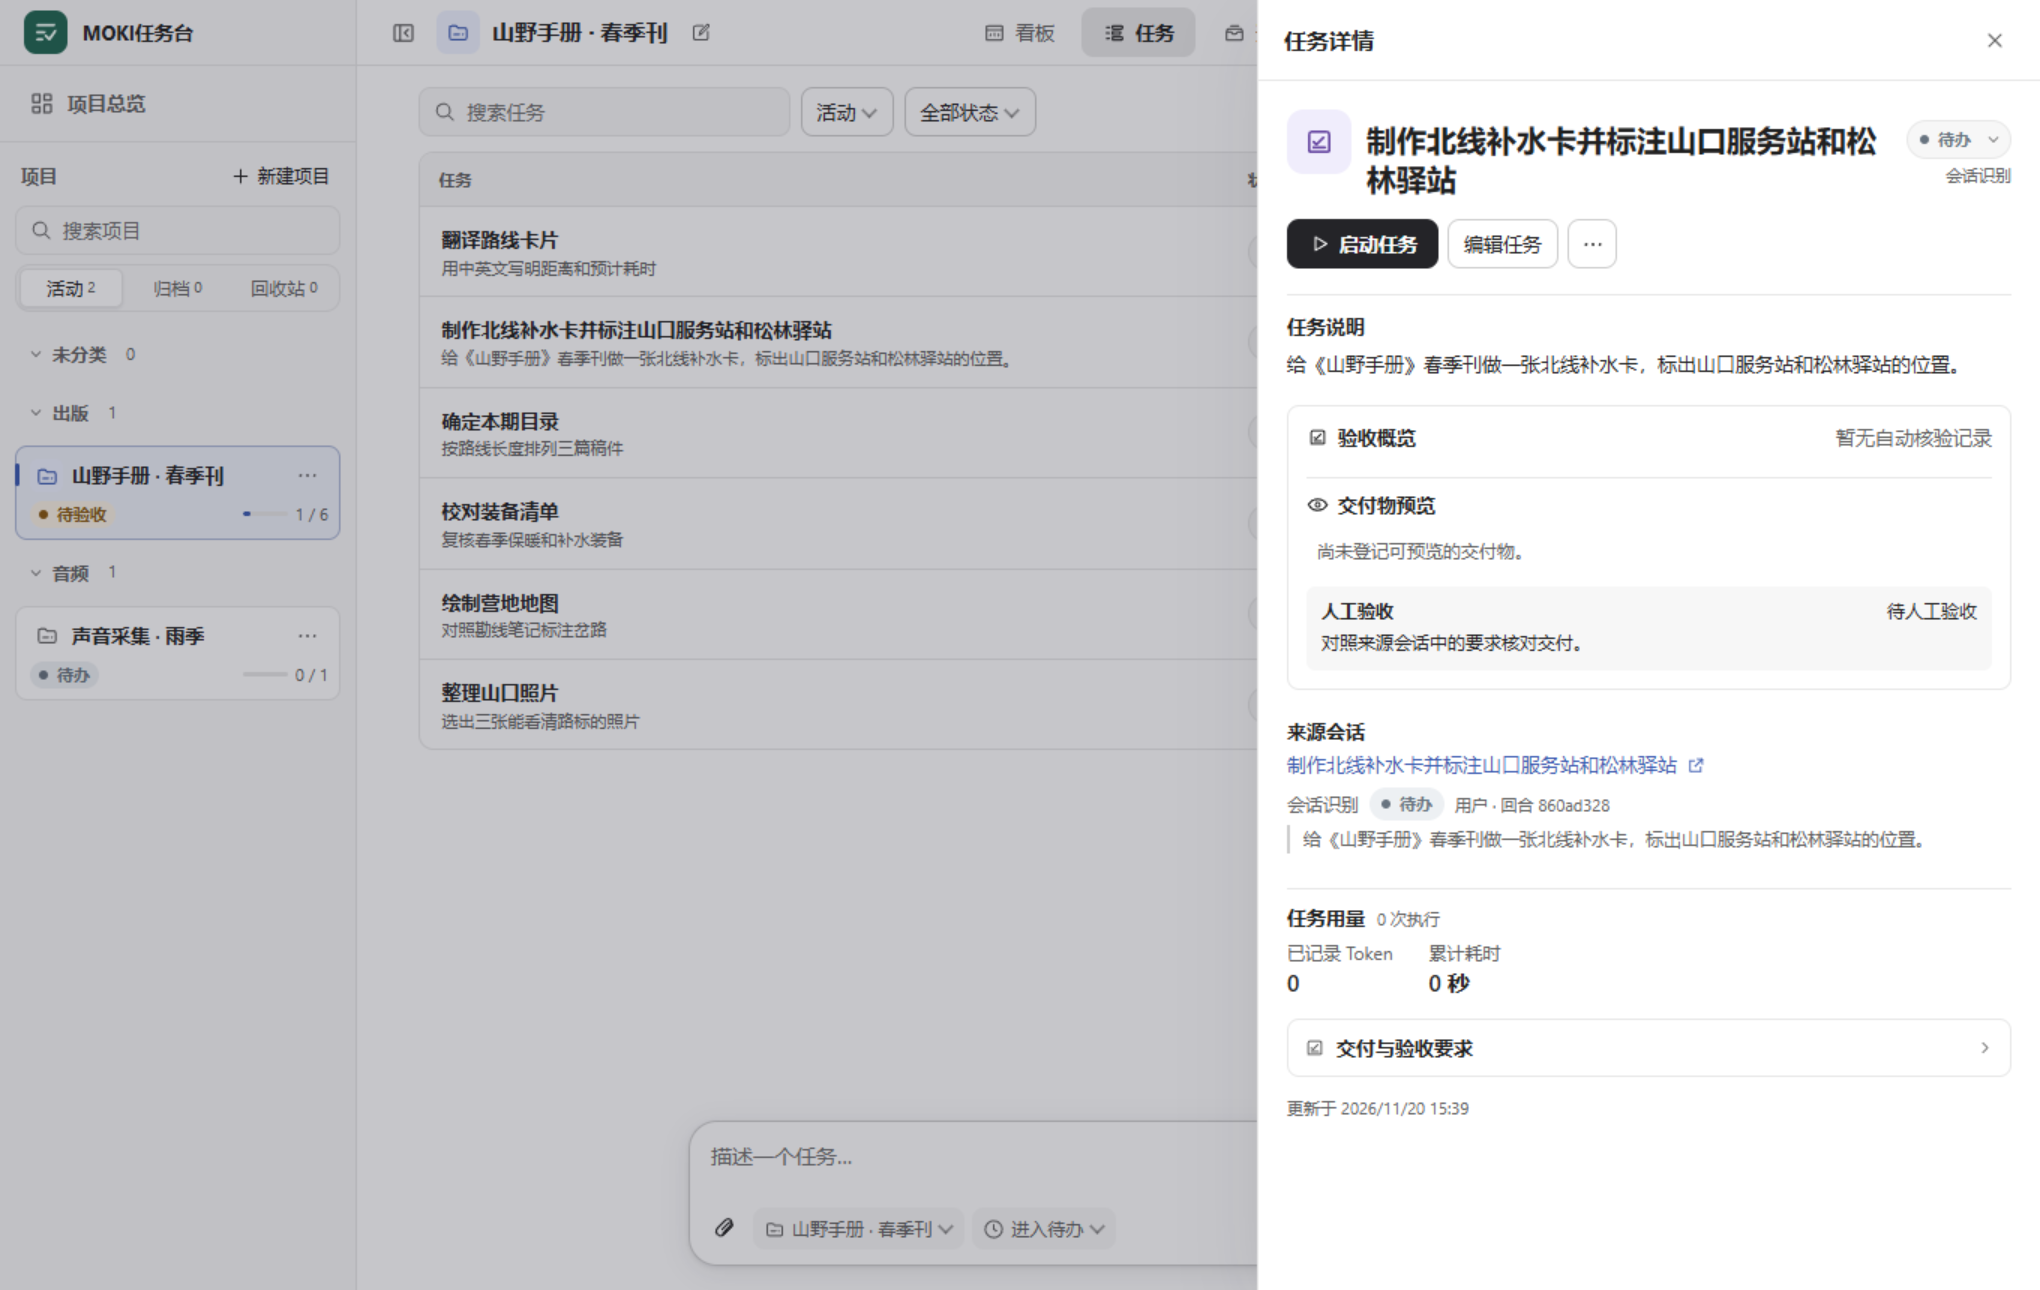 MOKI任务台
项目总览
项目
新建项目
搜索项目
活动 2
归档 0
回收站 0
未分类 0
出版 1
山野手册 · 春季刊
待验收
1 / 6
音频 1
声音采集 · 雨季
待办
0 / 1
山野手册 · 春季刊
看板
任务
搜索任务
活动
全部状态
任务
翻译路线卡片
用中英文写明距离和预计耗时
制作北线补水卡并标注山口服务站和松林驿站
给《山野手册》春季刊做一张北线补水卡，标出山口服务站和松林驿站的位置。
确定本期目录
按路线长度排列三篇稿件
校对装备清单
复核春季保暖和补水装备
绘制营地地图
对照勘线笔记标注岔路
整理山口照片
选出三张能看清路标的照片
描述一个任务...
山野手册 · 春季刊
进入待办
任务详情
制作北线补水卡并标注山口服务站和松
林驿站
待办
会话识别
启动任务
编辑任务
任务说明
给《山野手册》春季刊做一张北线补水卡，标出山口服务站和松林驿站的位置。
验收概览
暂无自动核验记录
交付物预览
尚未登记可预览的交付物。
人工验收
待人工验收
对照来源会话中的要求核对交付。
来源会话
制作北线补水卡并标注山口服务站和松林驿站
会话识别 待办 用户 · 回合 860ad328
给《山野手册》春季刊做一张北线补水卡，标出山口服务站和松林驿站的位置。
任务用量 0 次执行
已记录 Token 累计耗时
0 0 秒
交付与验收要求
更新于 2026/11/20 15:39